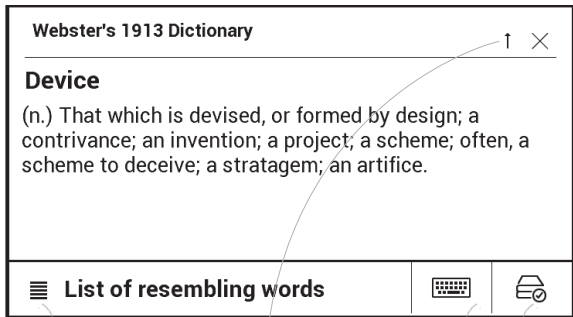 Webster's 1913 Dictionary
Device
(n.) That which is devised, or formed by design; a
contrivance; an invention; a project; a scheme; often, a
scheme to deceive; a stratagem; an artifice.
List of resembling words